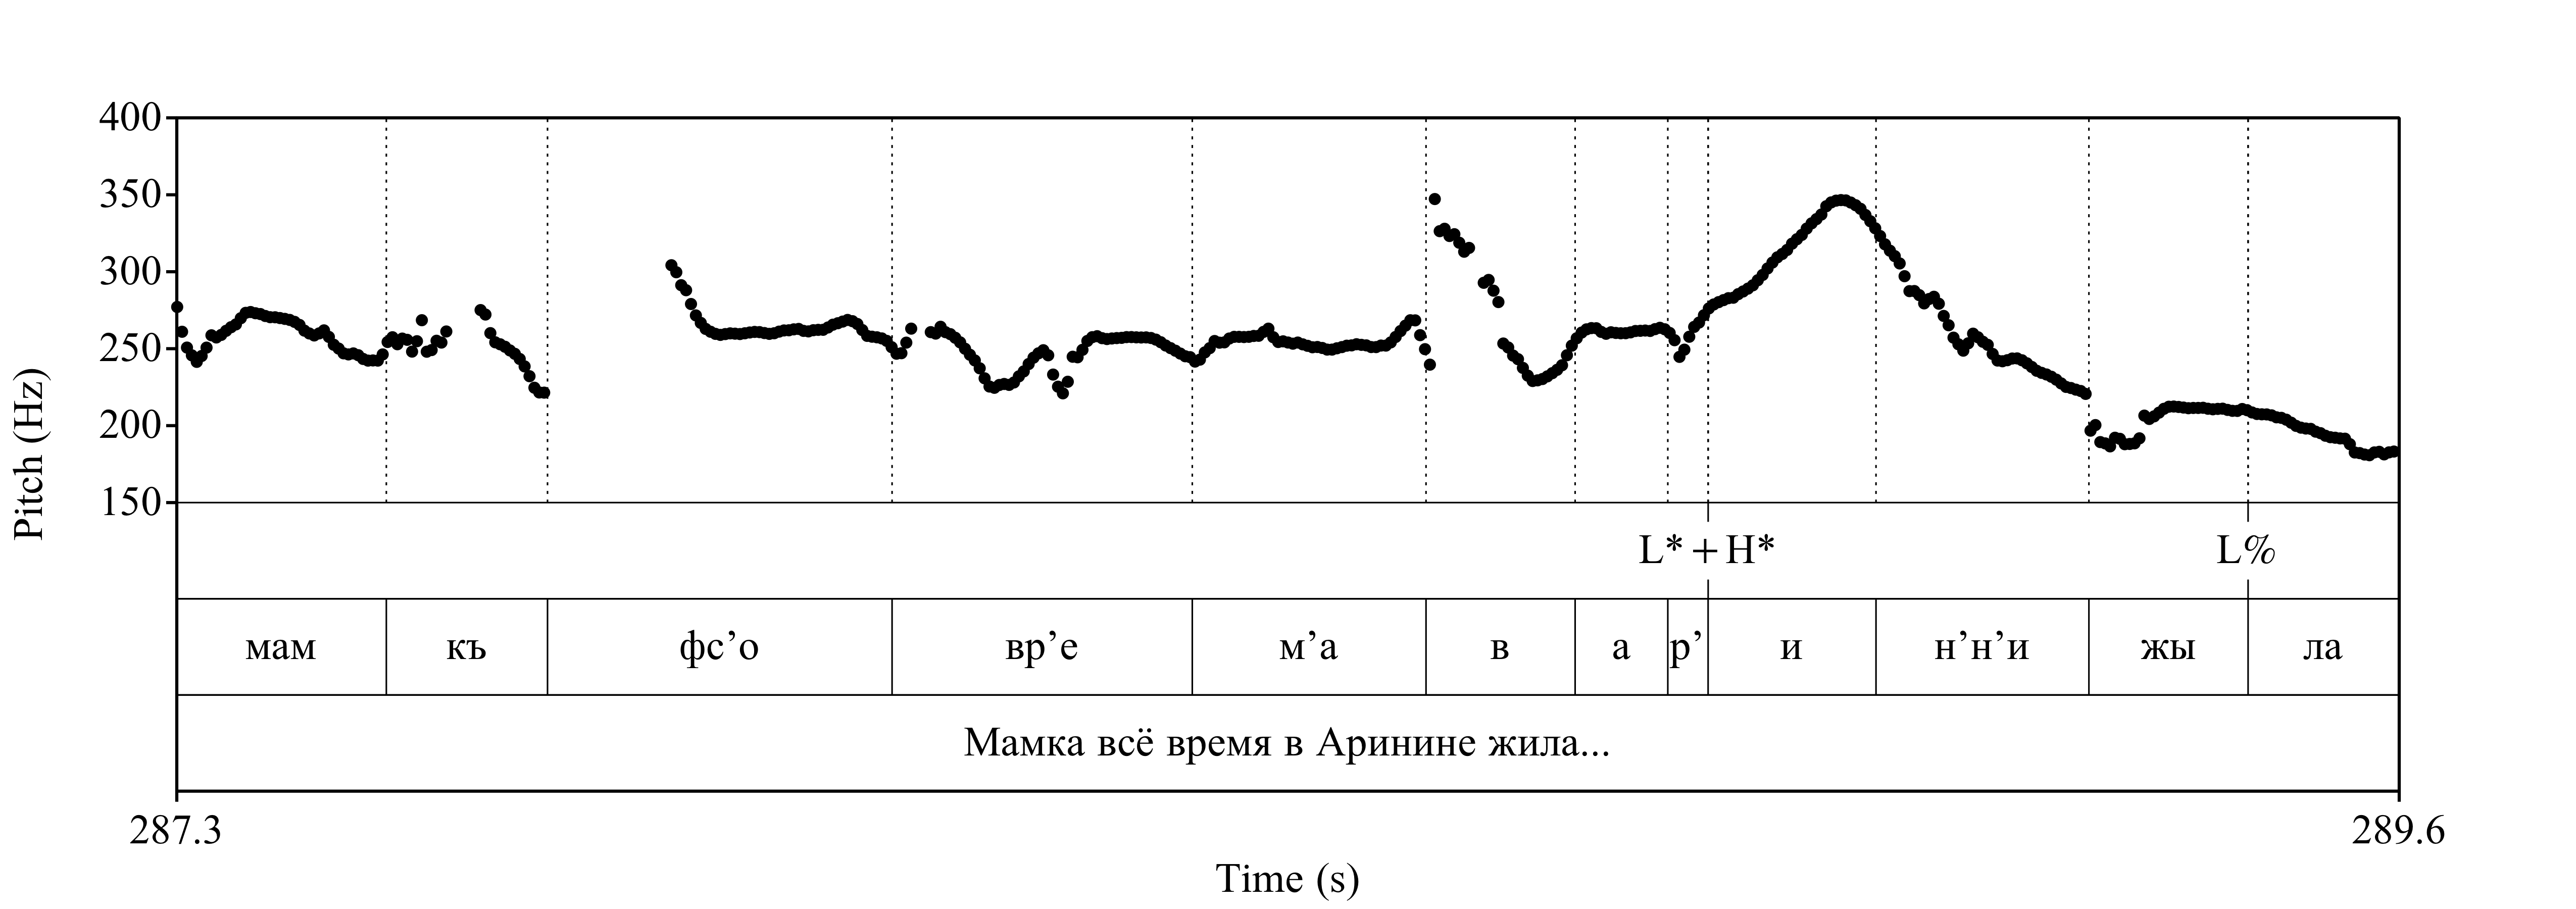 400
350
300
250
200
150
Pitch (Hz)
L* + H* L%
мам къ фс’о вр’е м’а в а р’ и н’н’и жы ла
Мамка всё время в Аринине жила...
287.3 289.6
Time (s)